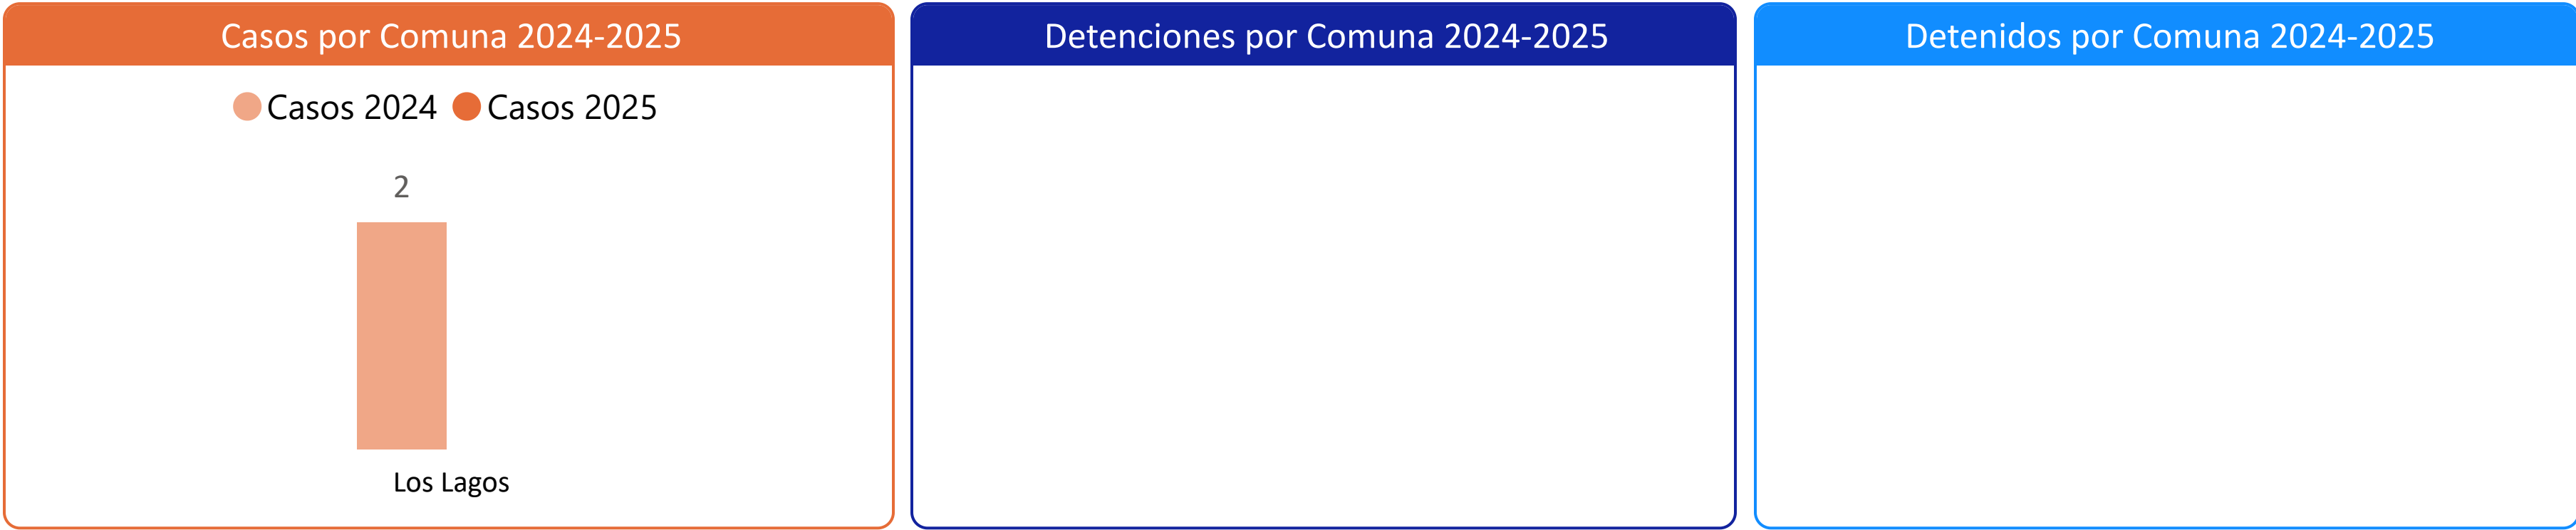 Casos por Comuna 2024-2025
Casos 2024 Casos 2025
2
Los Lagos
Detenciones por Comuna 2024-2025
Detenidos por Comuna 2024-2025